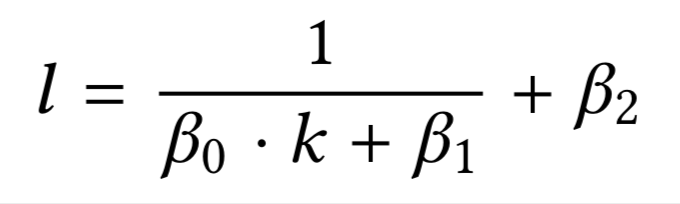 l = 1 / (β₀ · k + β₁) + β₂